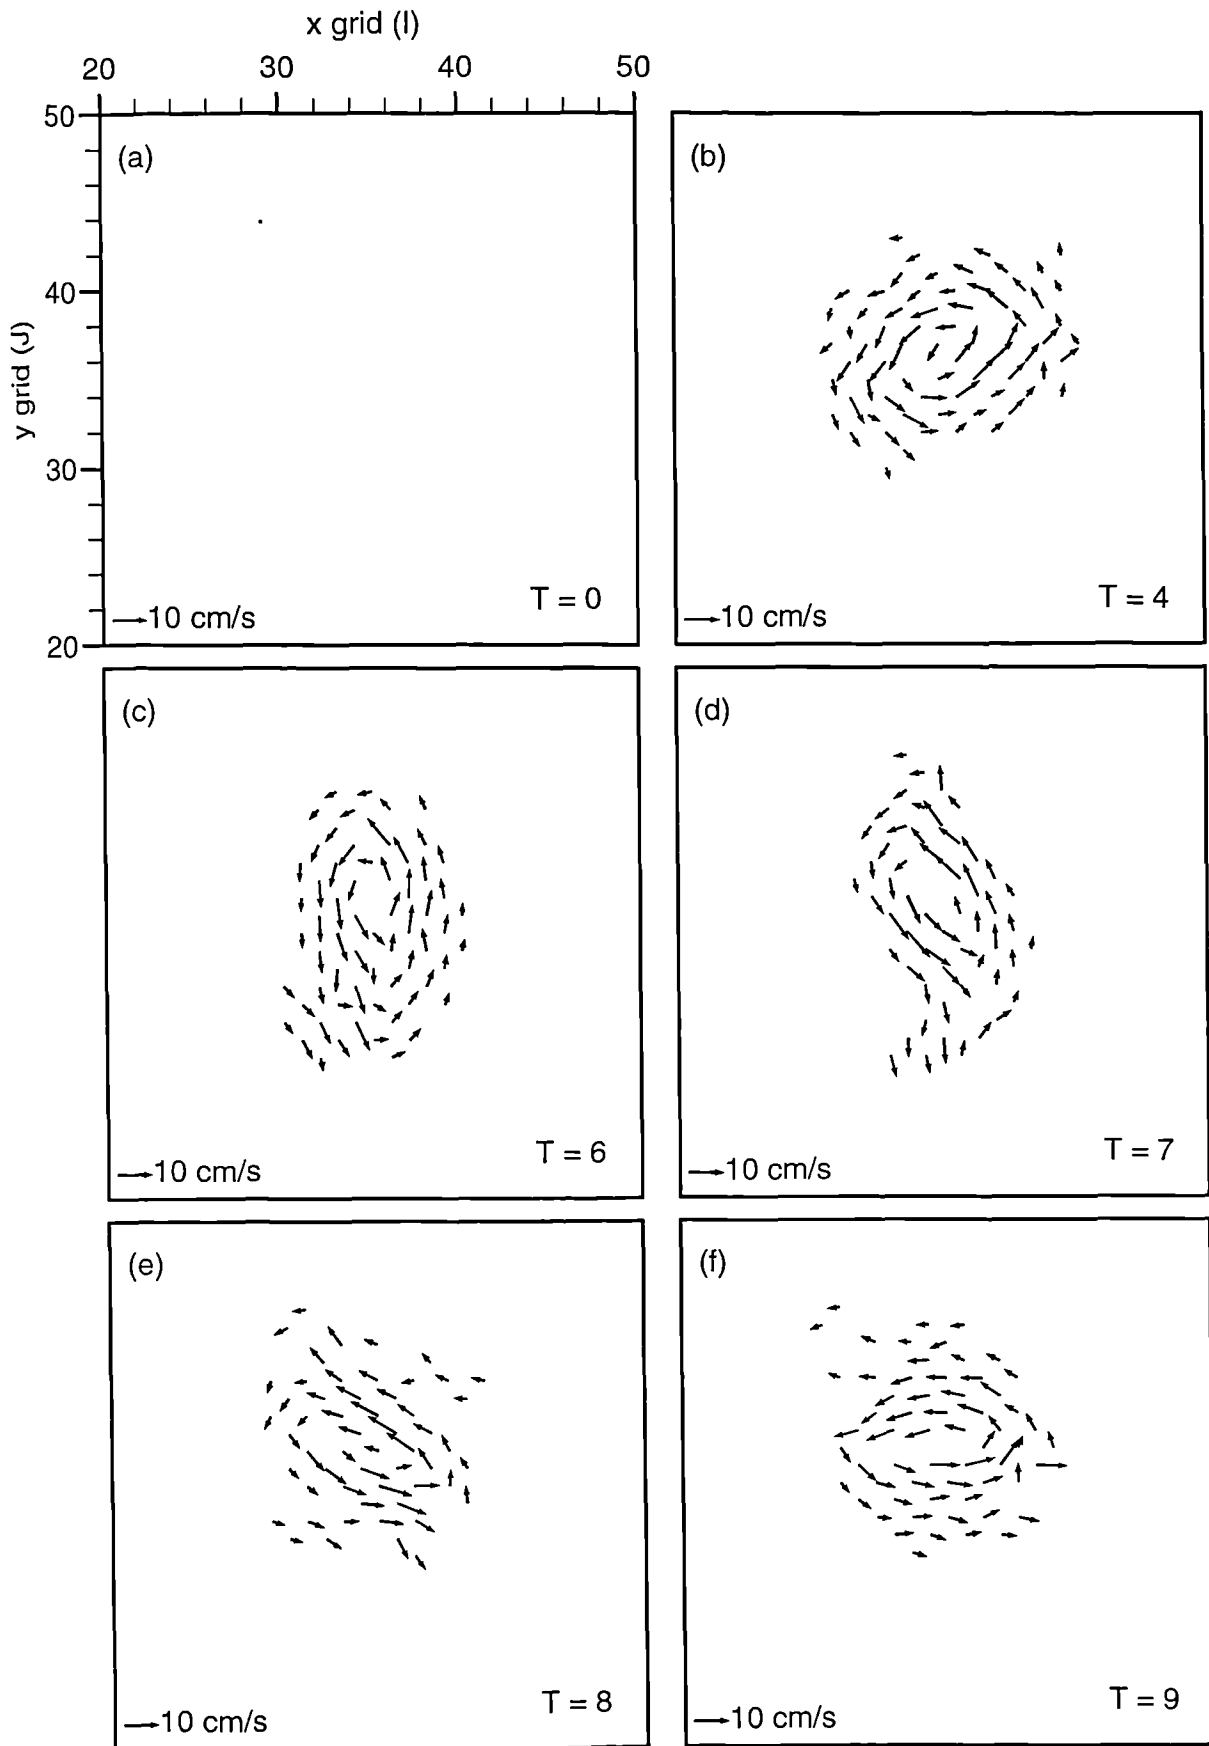 x grid (I)
20 30 40 50
50
(a)
(b)
40
y grid (J)
30
T = 0
T = 4
10 cm/s
10 cm/s
20
(c)
(d)
T = 6
T = 7
10 cm/s
10 cm/s
(e)
(f)
T = 8
T = 9
10 cm/s
10 cm/s